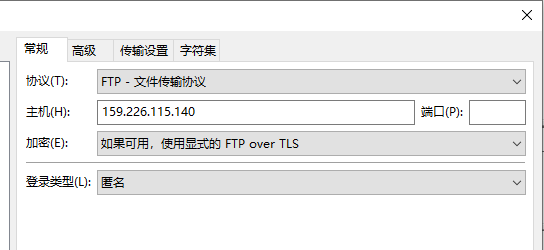 常规 高级 传输设置 字符集
协议(T): FTP - 文件传输协议
主机(H): 159.226.115.140 端口(P):
加密(E): 如果可用，使用显式的 FTP over TLS
登录类型(L): 匿名